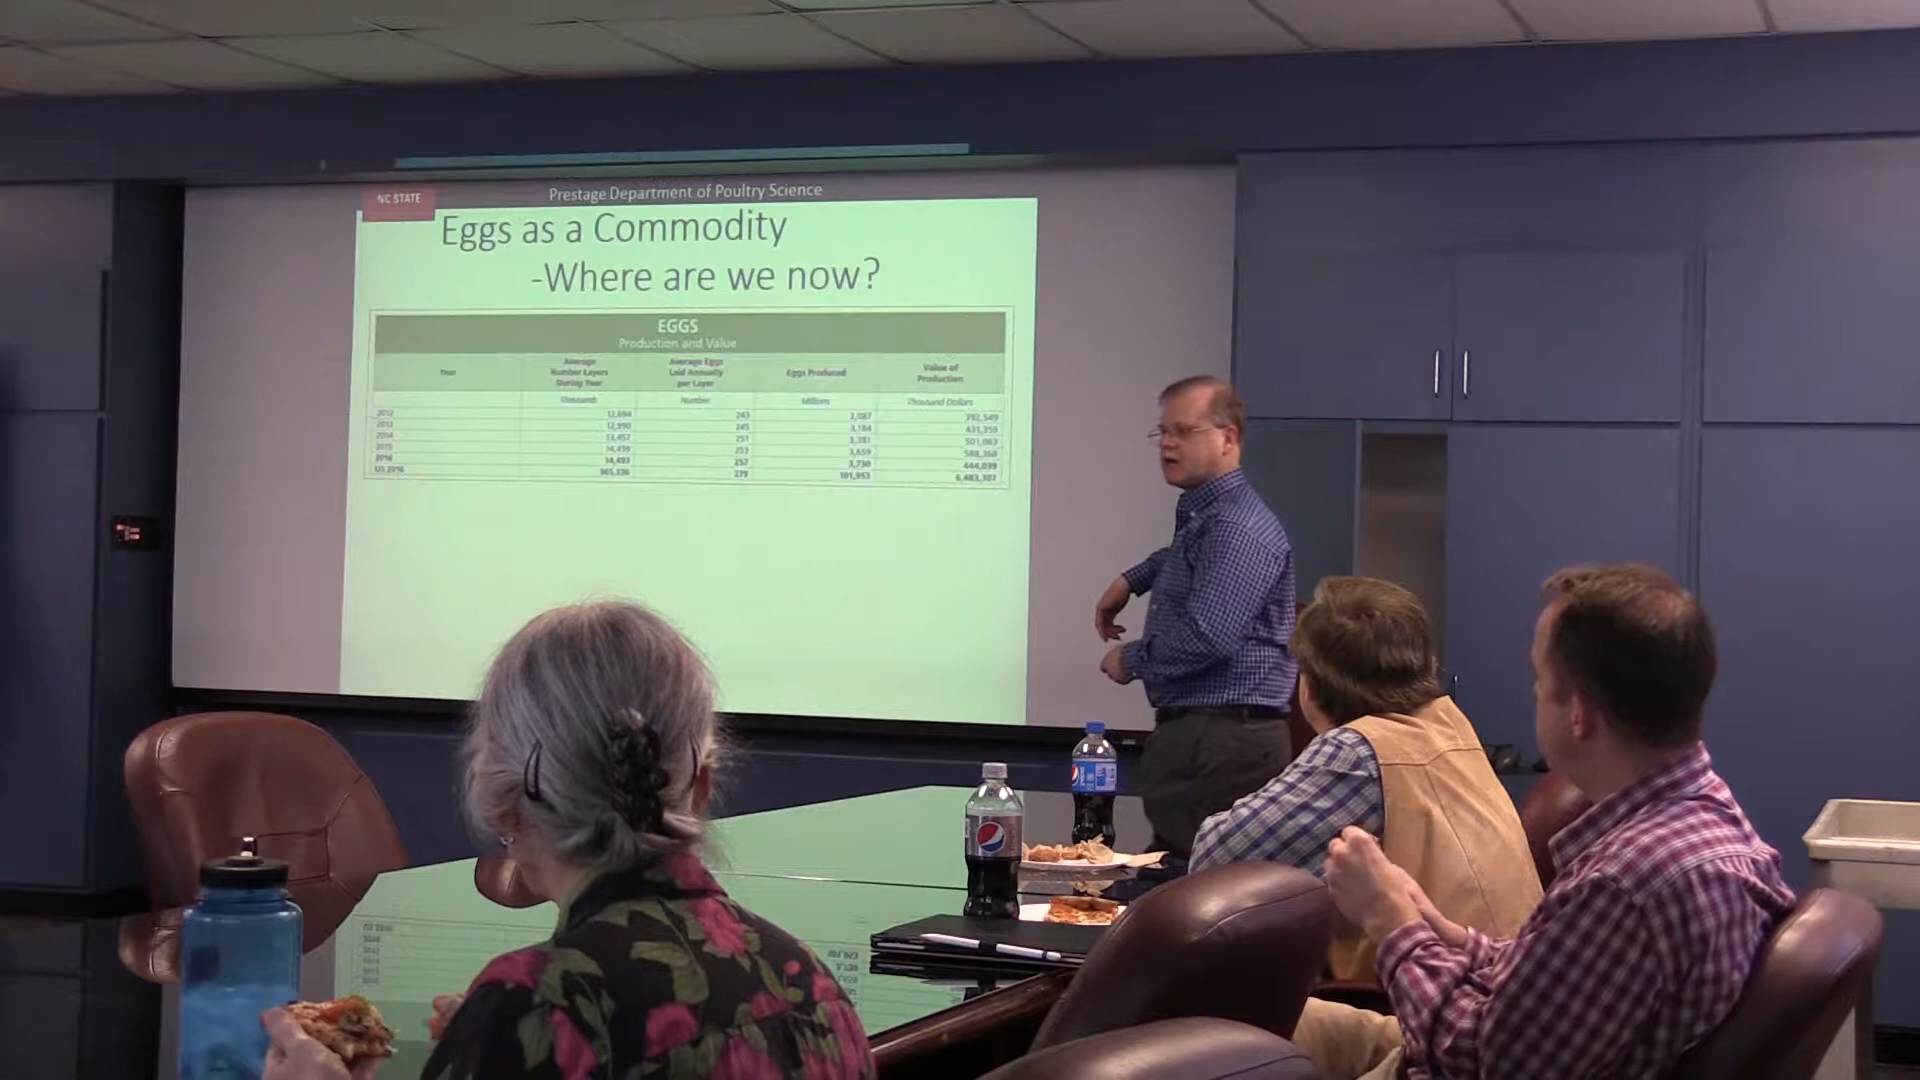 NC STATE
Prestage Department of Poultry Science
Eggs as a Commodity
-Where are we now?
EGGS
Production and Value
Year
Average Number Layers During Year
Average Eggs Laid Annually per Layer
Eggs Produced
Value of Production
Thousands
Number
Millions
Thousand Dollars
2012 12,694 243 3,087 392,549
2013 12,990 245 3,184 431,359
2014 13,457 251 3,381 501,063
2015 14,459 253 3,659 588,368
2016 14,493 257 3,730 444,039
US 2016 365,336 279 101,953 6,483,307